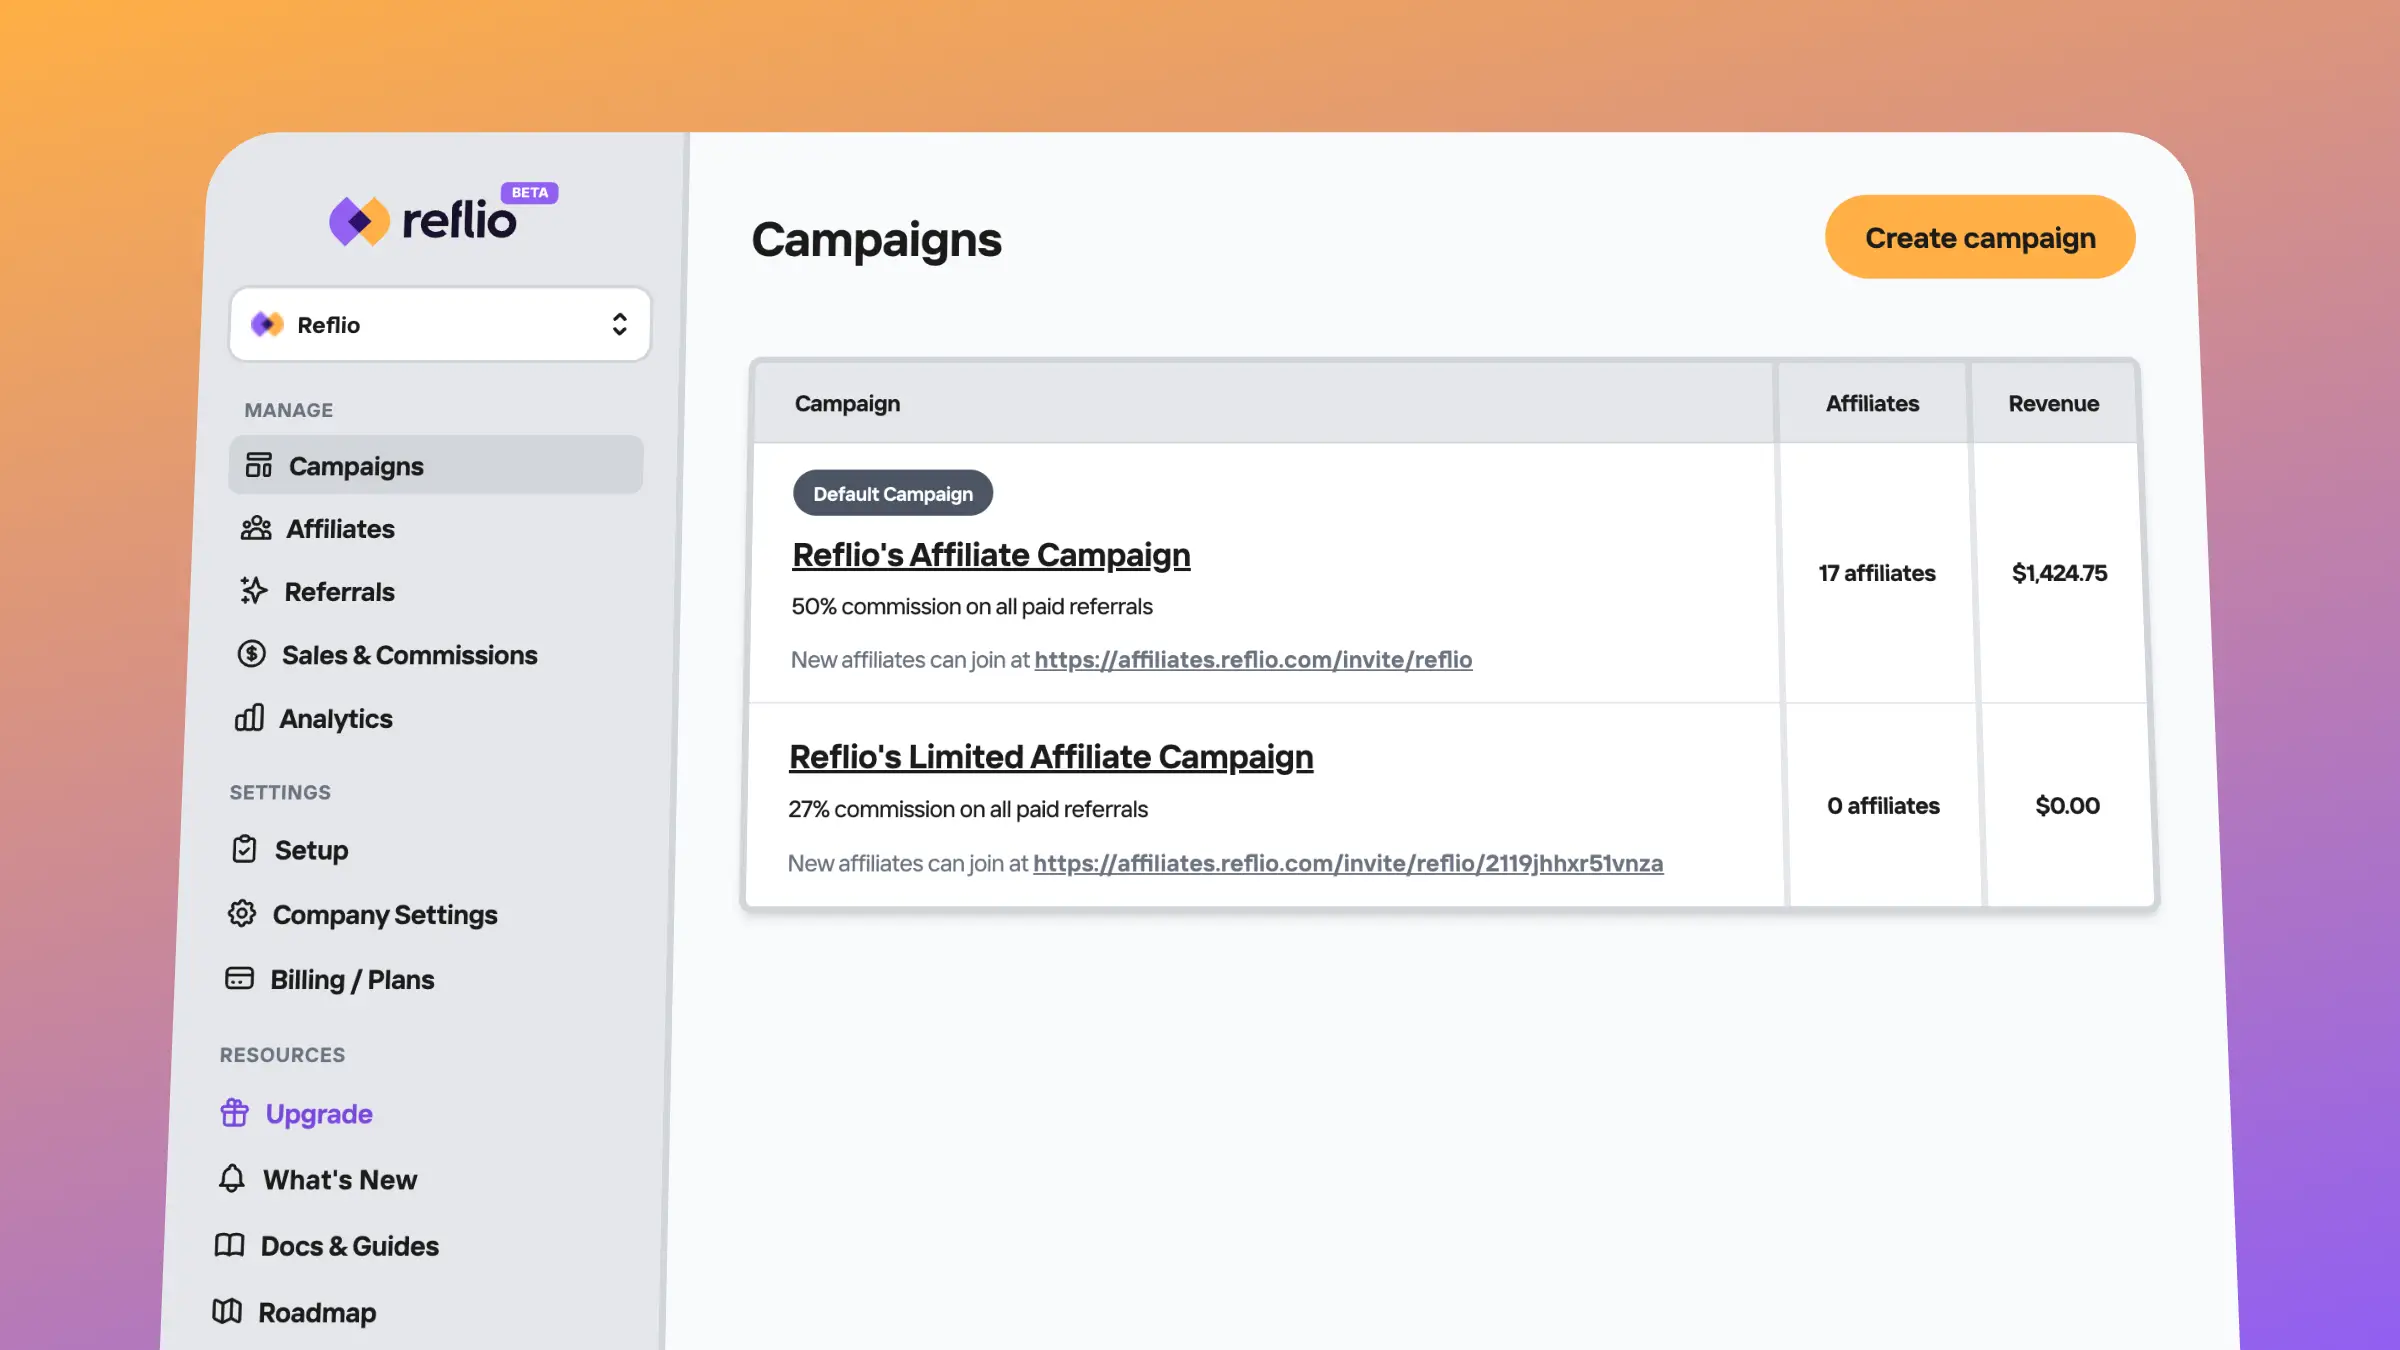 reflio
BETA
Reflio
MANAGE
Campaigns
Affiliates
Referrals
Sales & Commissions
Analytics
SETTINGS
Setup
Company Settings
Billing / Plans
RESOURCES
Upgrade
What's New
Docs & Guides
Roadmap
Campaigns
Create campaign
Campaign
Affiliates
Revenue
Default Campaign
Reflio's Affiliate Campaign
50% commission on all paid referrals
New affiliates can join at https://affiliates.reflio.com/invite/reflio
17 affiliates
$1,424.75
Reflio's Limited Affiliate Campaign
27% commission on all paid referrals
New affiliates can join at https://affiliates.reflio.com/invite/reflio/2119jhhxr51vnza
0 affiliates
$0.00